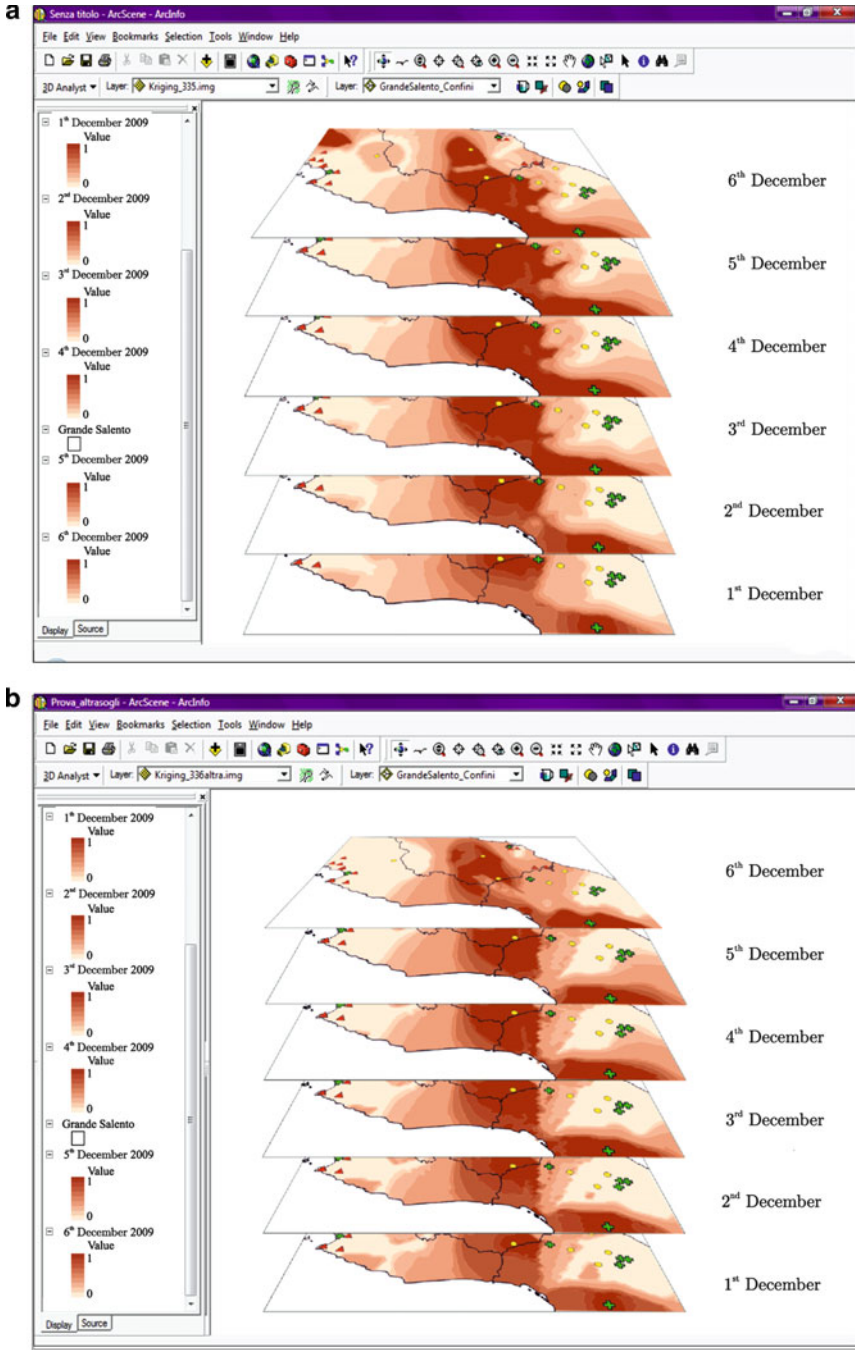 a
Senza titolo - ArcScene - ArcInfo
File Edit View Bookmarks Selection Tools Window Help
3D Analyst Layer: Kriging_335.img Layer: GrandeSalento_Confini
1th December 2009
Value
1
0
2nd December 2009
Value
1
0
3rd December 2009
Value
1
0
4th December 2009
Value
1
0
Grande Salento
5th December 2009
Value
1
0
6th December 2009
Value
1
0
Display Source
6th December
5th December
4th December
3rd December
2nd December
1st December
b
Prova_altrasogli - ArcScene - ArcInfo
File Edit View Bookmarks Selection Tools Window Help
3D Analyst Layer: Kriging_336altra.img Layer: GrandeSalento_Confini
1th December 2009
Value
1
0
2nd December 2009
Value
1
0
3rd December 2009
Value
1
0
4th December 2009
Value
1
0
Grande Salento
5th December 2009
Value
1
0
6th December 2009
Value
1
0
Display Source
6th December
5th December
4th December
3rd December
2nd December
1st December